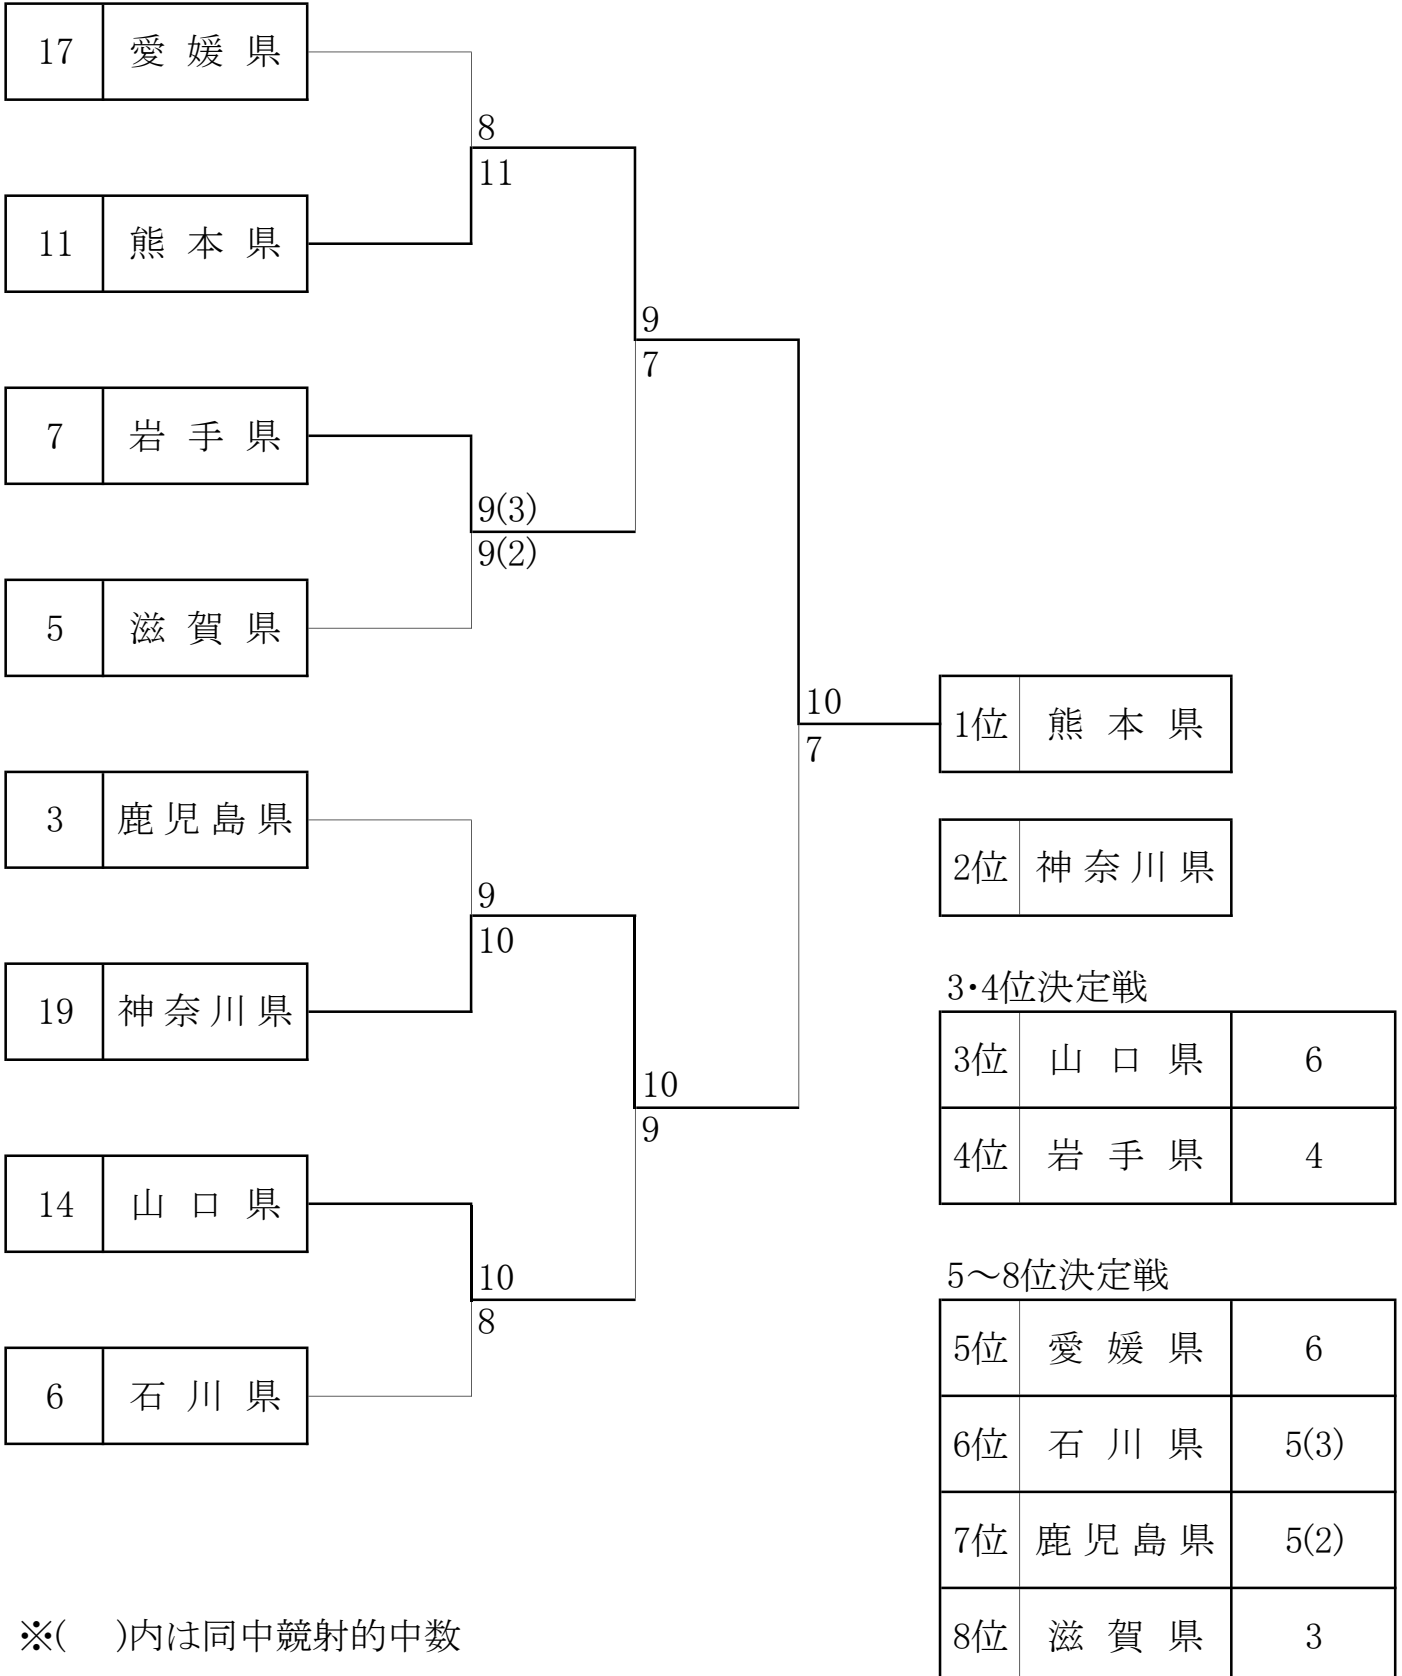 17 愛媛県
8
11
11 熊本県
9
7
7 岩手県
9(3)
9(2)
5 滋賀県
10
7
1位 熊本県
3 鹿児島県
2位 神奈川県
9
10
19 神奈川県
3・4位決定戦
3位 山口県 6
10
9
4位 岩手県 4
14 山口県
10
8
5～8位決定戦
5位 愛媛県 6
6 石川県
6位 石川県 5(3)
7位 鹿児島県 5(2)
8位 滋賀県 3
※(　)内は同中競射的中数